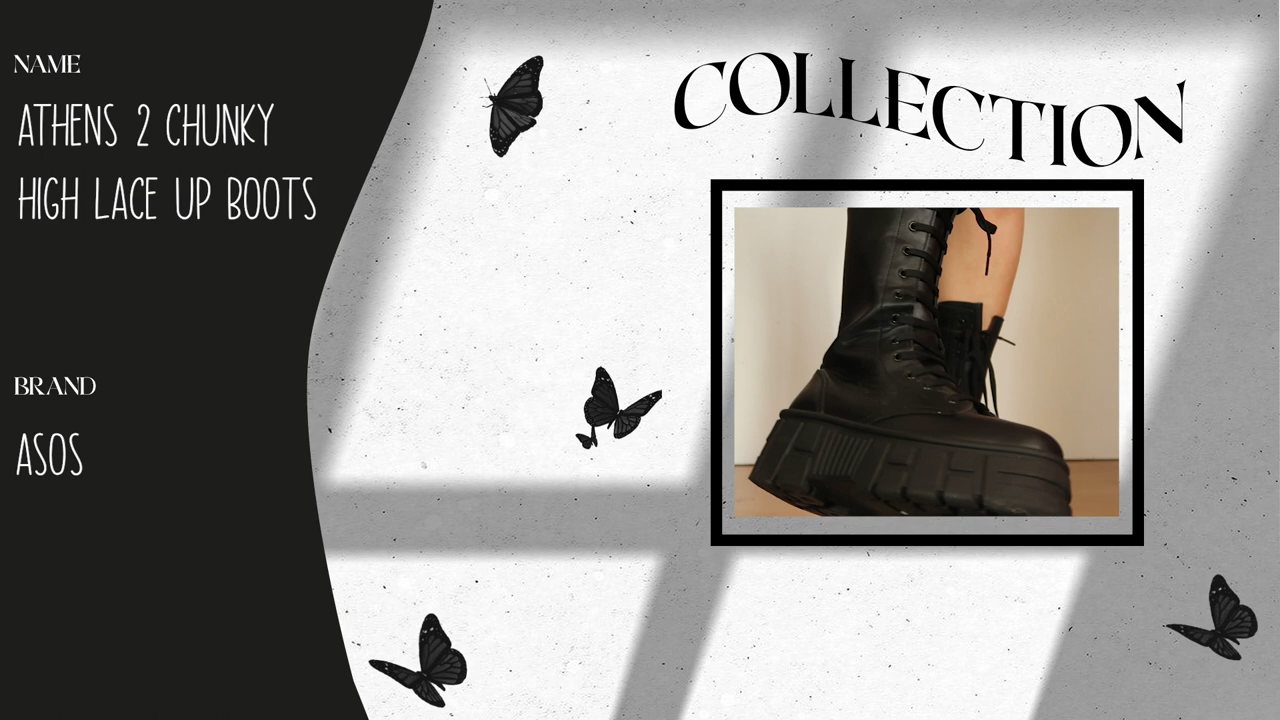 NAME
ATHENS 2 CHUNKY
HIGH LACE UP BOOTS
BRAND
ASOS
COLLECTION